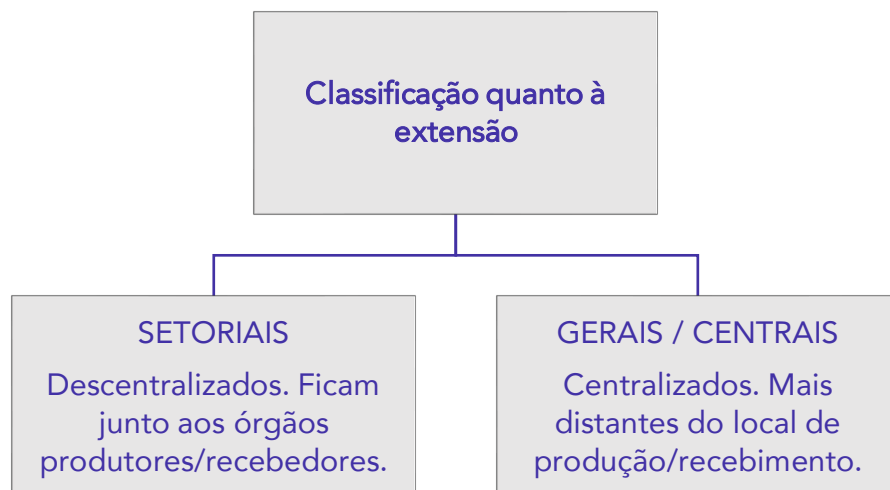 Classificação quanto à
extensão
SETORIAIS
Descentralizados. Ficam
junto aos órgãos
produtores/recebedores.
GERAIS / CENTRAIS
Centralizados. Mais
distantes do local de
produção/recebimento.